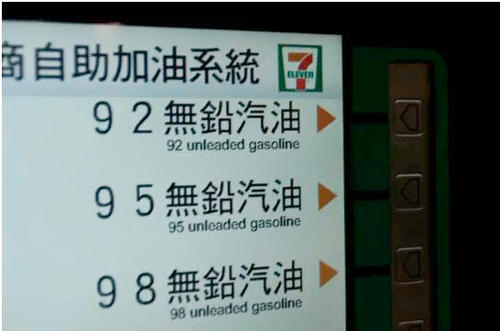 商自助加油系統 7 ELEVEN
92無鉛汽油
92 unleaded gasoline
95無鉛汽油
95 unleaded gasoline
98無鉛汽油
98 unleaded gasoline